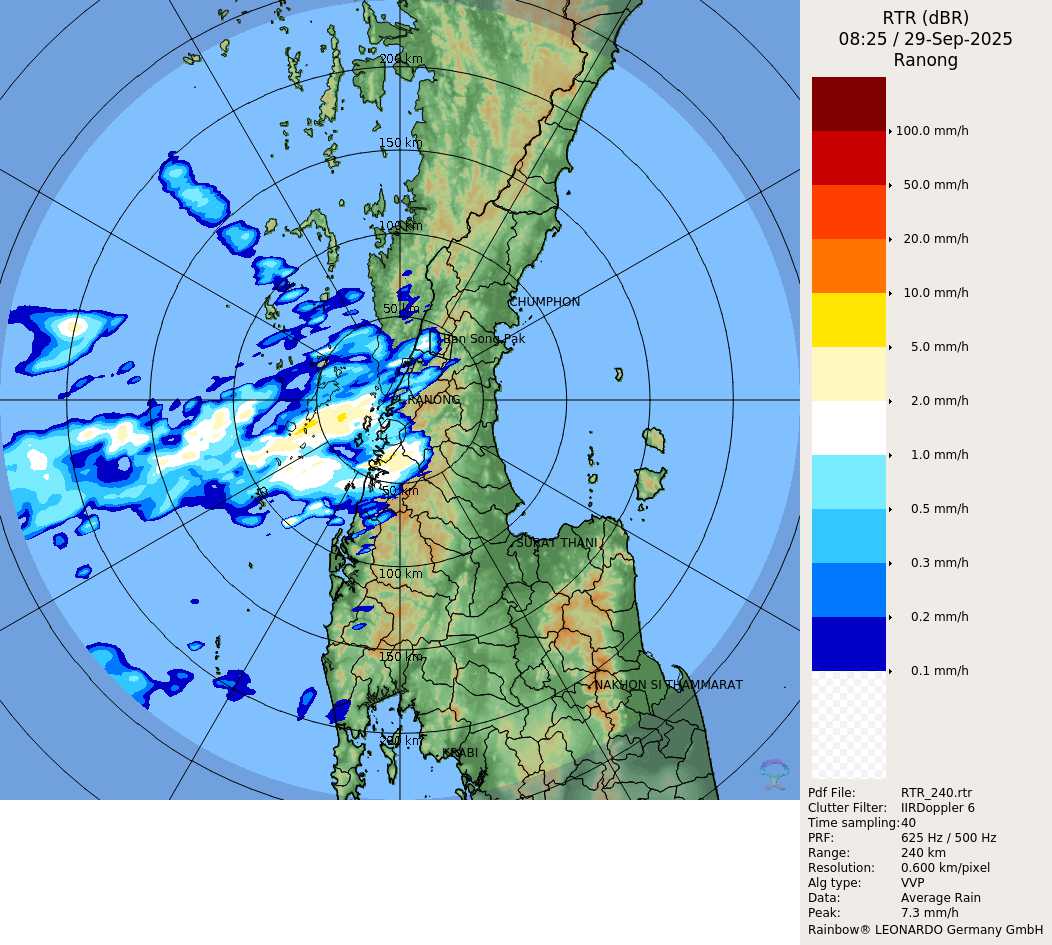 200 km
150 km
100 km
CHUMPHON
50 km
Ban Song Pak
RANONG
50 km
SURAT THANI
100 km
150 km
NAKHON SI THAMMARAT
200 km
KRABI
RTR (dBR)
08:25 / 29-Sep-2025
Ranong
100.0 mm/h
50.0 mm/h
20.0 mm/h
10.0 mm/h
5.0 mm/h
2.0 mm/h
1.0 mm/h
0.5 mm/h
0.3 mm/h
0.2 mm/h
0.1 mm/h
Pdf File: RTR_240.rtr
Clutter Filter: IIRDoppler 6
Time sampling:40
PRF: 625 Hz / 500 Hz
Range: 240 km
Resolution: 0.600 km/pixel
Alg type: VVP
Data: Average Rain
Peak: 7.3 mm/h
Rainbow® LEONARDO Germany GmbH